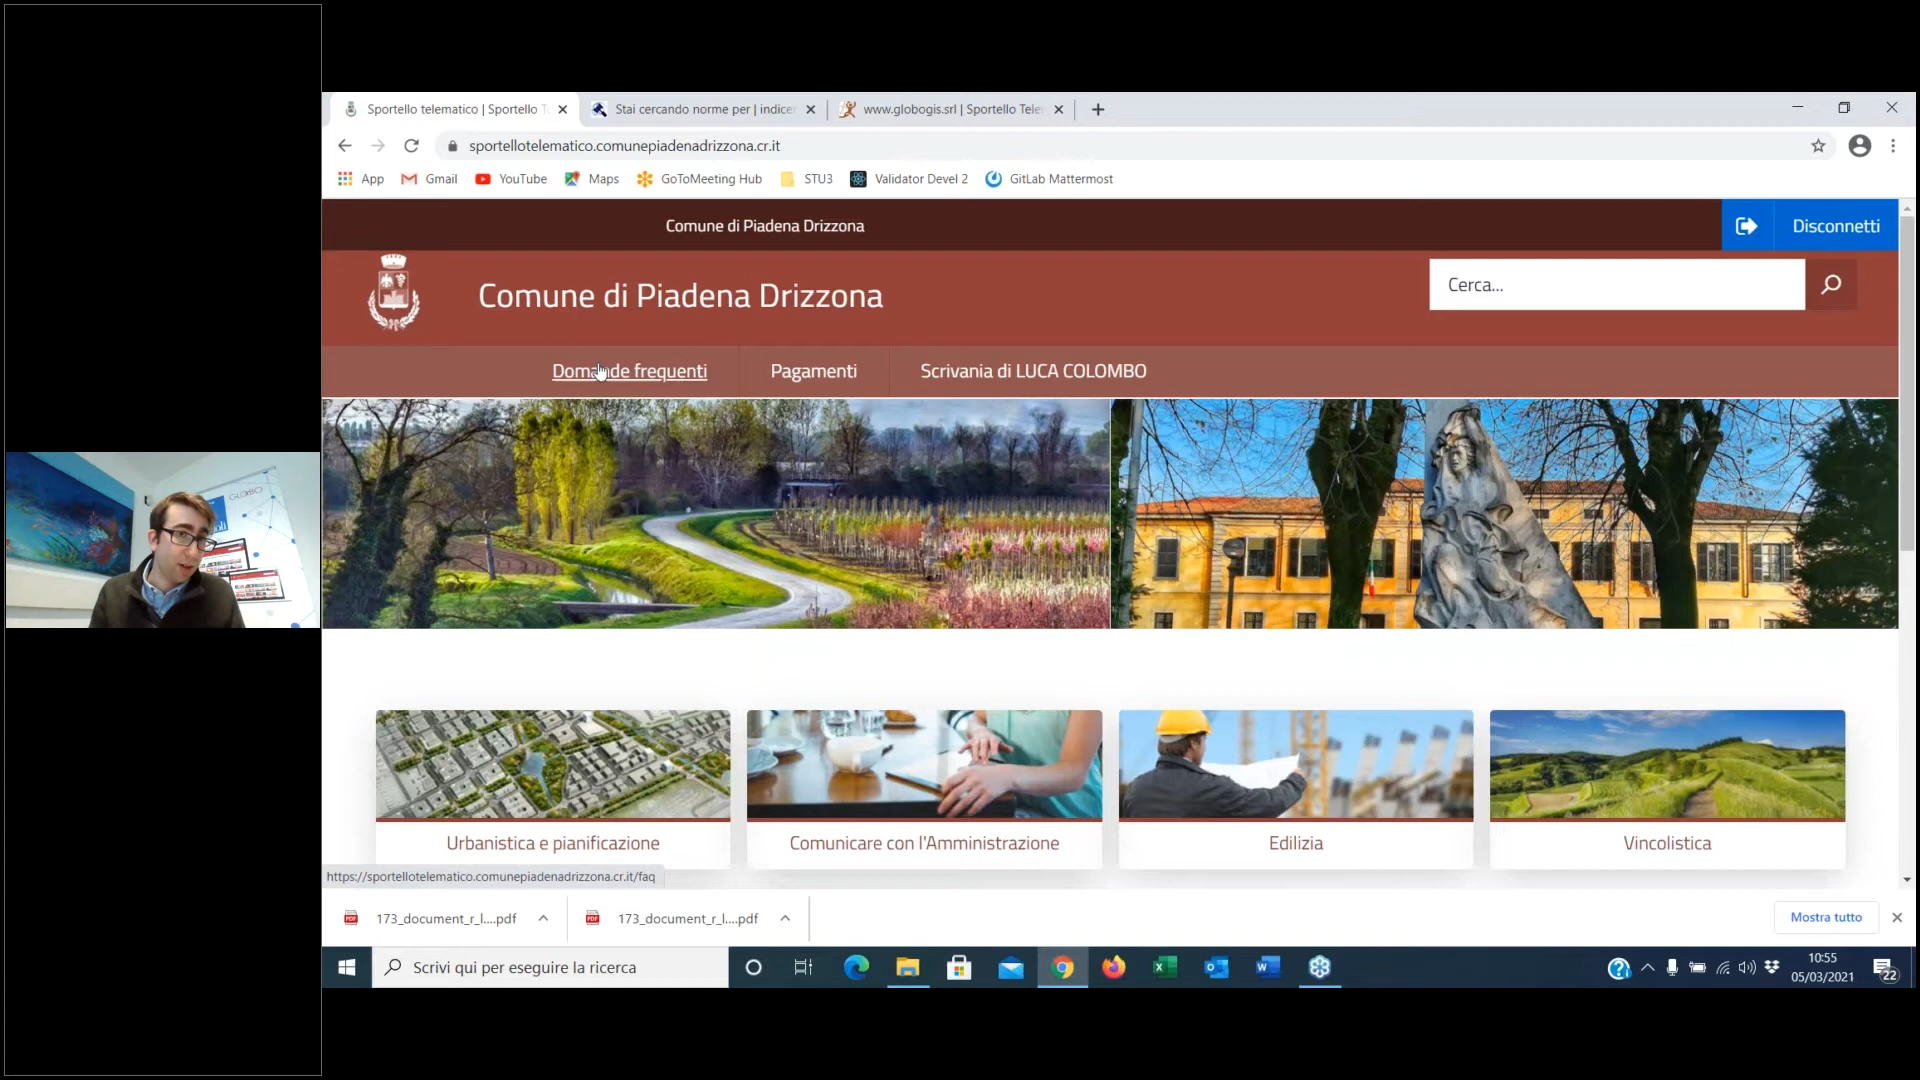 Sportello telematico | Sportello T
Stai cercando norme per | indicer
www.globogis.srl | Sportello Tele
sportellotelematico.comunepiadenadrizzona.cr.it
App
Gmail
YouTube
Maps
GoToMeeting Hub
STU3
Validator Devel 2
GitLab Mattermost
Comune di Piadena Drizzona
Disconnetti
Comune di Piadena Drizzona
Cerca...
Domande frequenti
Pagamenti
Scrivania di LUCA COLOMBO
GLOBO
Urbanistica e pianificazione
Comunicare con l'Amministrazione
Edilizia
Vincolistica
https://sportellotelematico.comunepiadenadrizzona.cr.it/faq
173_document_r_l....pdf
173_document_r_l....pdf
Mostra tutto
Scrivi qui per eseguire la ricerca
10:55
05/03/2021
22